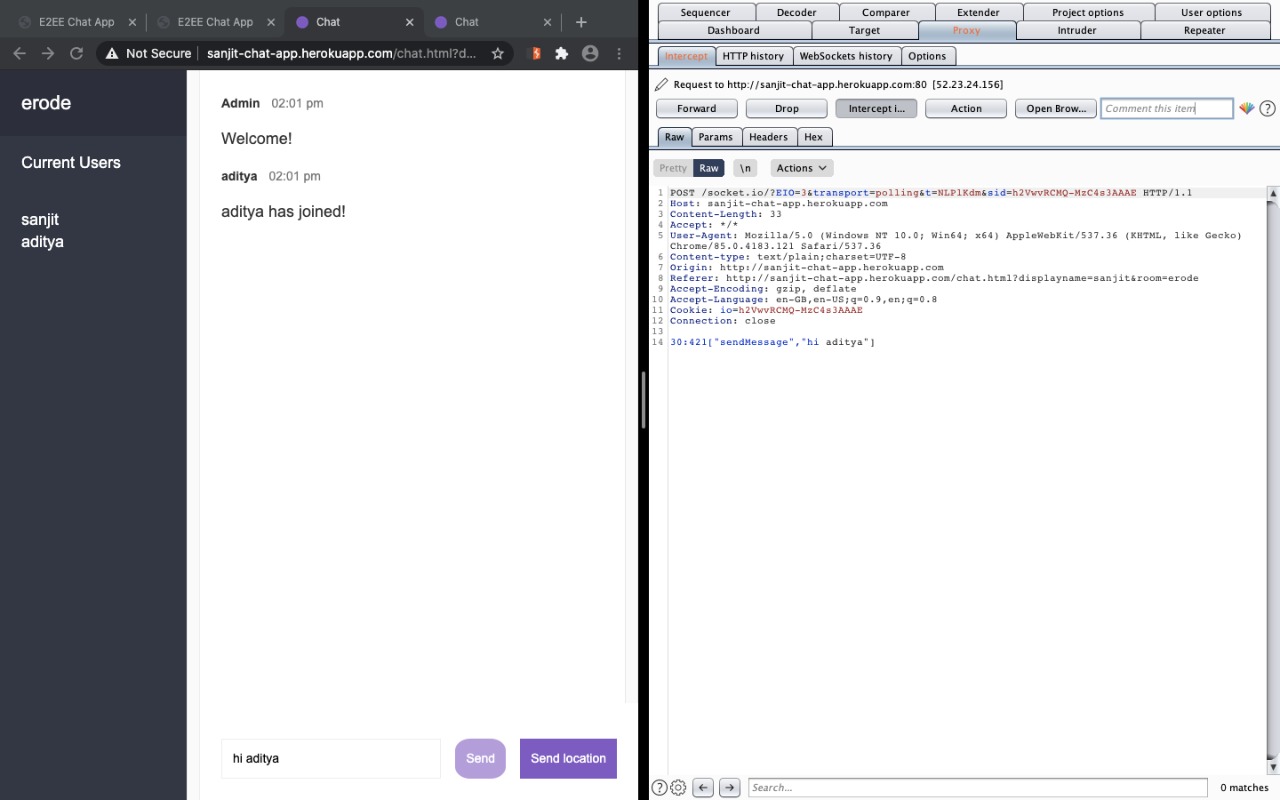 E2EE Chat App
E2EE Chat App
Chat
Chat
Not Secure
sanjit-chat-app.herokuapp.com/chat.html?d...
erode
Current Users
sanjit
aditya
Admin 02:01 pm
Welcome!
aditya 02:01 pm
aditya has joined!
hi aditya
Send
Send location
Sequencer Decoder Comparer Extender Project options User options
Dashboard Target Proxy Intruder Repeater
Intercept HTTP history WebSockets history Options
Request to http://sanjit-chat-app.herokuapp.com:80 [52.23.24.156]
Forward Drop Intercept i... Action Open Brow... Comment this item ?
Raw Params Headers Hex
Pretty Raw \n Actions
1 POST /socket.io/?EIO=3&transport=polling&t=NLPlKdm&sid=h2VwvRCMQ-MzC4s3AAAE HTTP/1.1
2 Host: sanjit-chat-app.herokuapp.com
3 Content-Length: 33
4 Accept: */*
5 User-Agent: Mozilla/5.0 (Windows NT 10.0; Win64; x64) AppleWebKit/537.36 (KHTML, like Gecko)
Chrome/85.0.4183.121 Safari/537.36
6 Content-type: text/plain;charset=UTF-8
7 Origin: http://sanjit-chat-app.herokuapp.com
8 Referer: http://sanjit-chat-app.herokuapp.com/chat.html?displayname=sanjit&room=erode
9 Accept-Encoding: gzip, deflate
10 Accept-Language: en-GB,en-US;q=0.9,en;q=0.8
11 Cookie: io=h2VwvRCMQ-MzC4s3AAAE
12 Connection: close
13
14 30:421["sendMessage","hi aditya"]
? Search... 0 matches